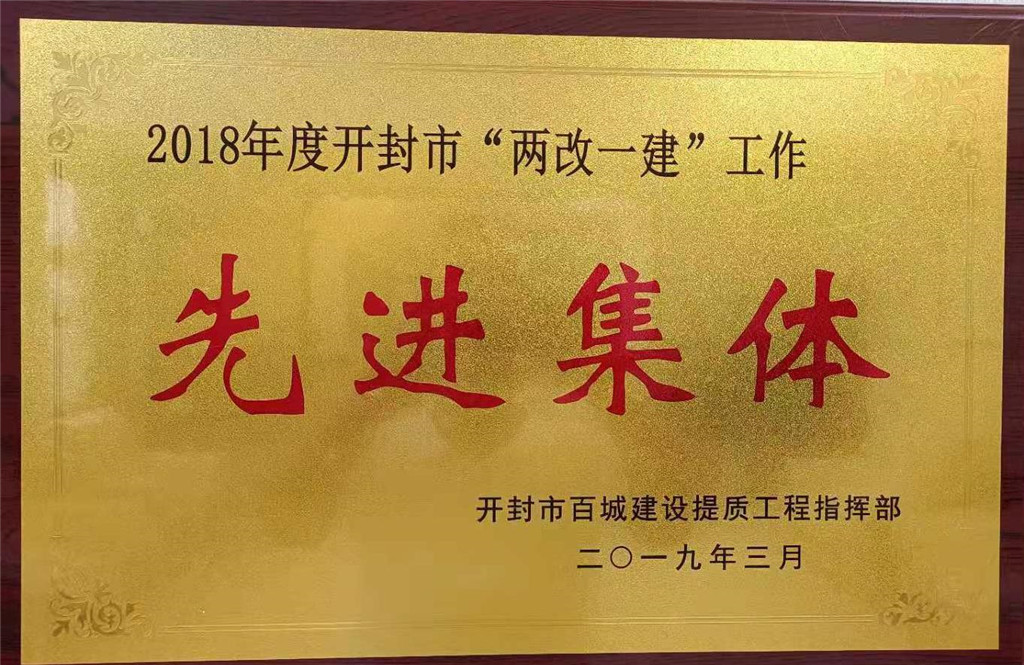 2018年度开封市“两改一建”工作
先进集体
开封市百城建设提质工程指挥部
二〇一九年三月